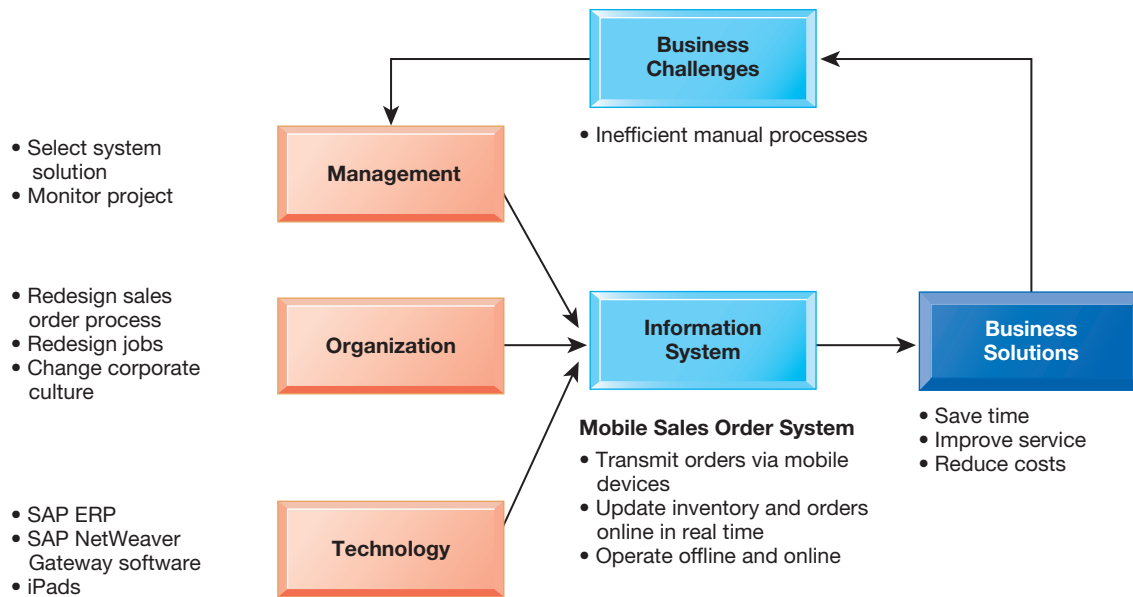 Business
Challenges
• Inefficient manual processes
• Select system
solution
• Monitor project
Management
• Redesign sales
order process
• Redesign jobs
• Change corporate
culture
Organization
Information
System
Business
Solutions
Mobile Sales Order System
• Transmit orders via mobile
devices
• Update inventory and orders
online in real time
• Operate offline and online
• Save time
• Improve service
• Reduce costs
• SAP ERP
• SAP NetWeaver
Gateway software
• iPads
Technology